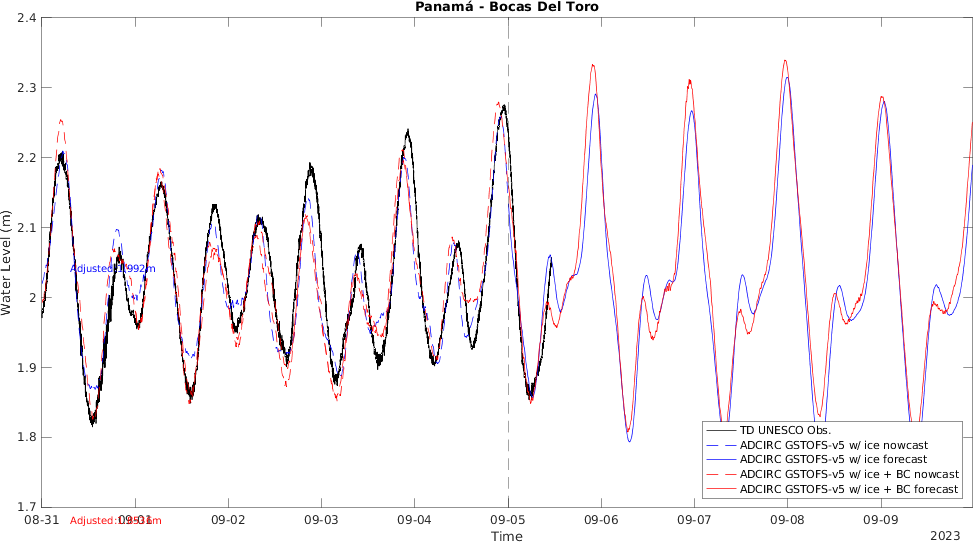 Panamá - Bocas Del Toro
2.4
2.3
2.2
2.1
2
1.9
1.8
1.7
Water Level (m)
TD UNESCO Obs.
ADCIRC GSTOFS-v5 w/ ice nowcast
ADCIRC GSTOFS-v5 w/ ice forecast
ADCIRC GSTOFS-v5 w/ ice + BC nowcast
ADCIRC GSTOFS-v5 w/ ice + BC forecast
08-31 09-01 09-02 09-03 09-04 09-05 09-06 09-07 09-08 09-09
Time
2023